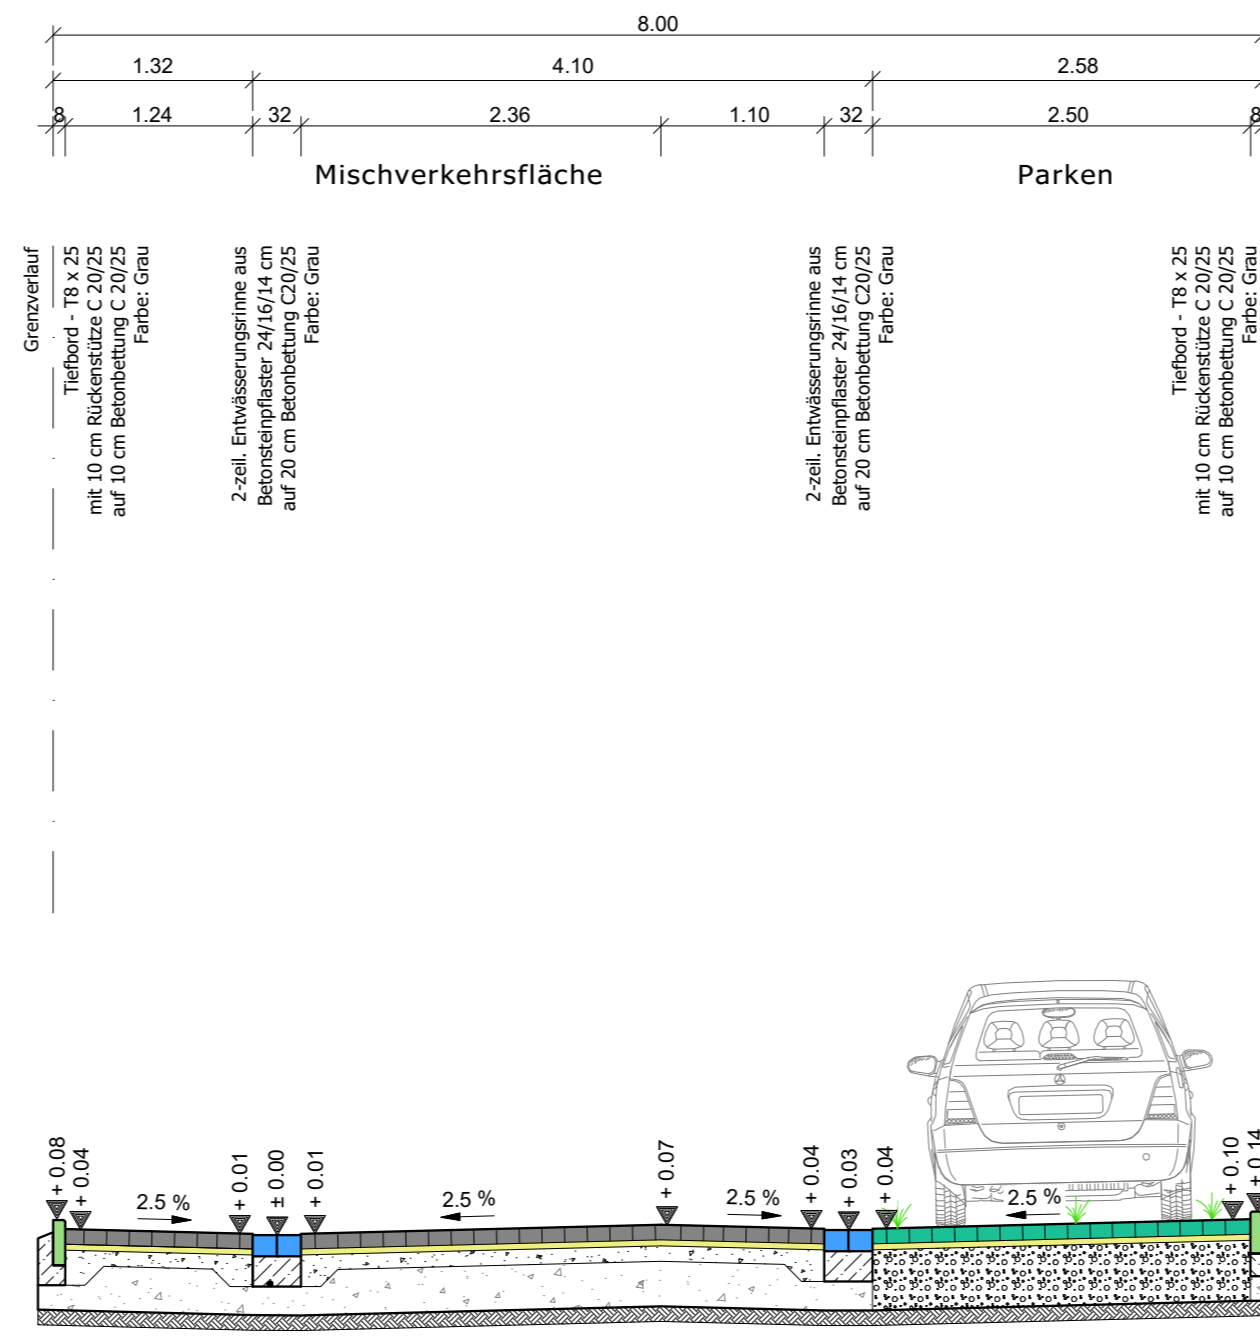 8.00
1.32 4.10 2.58
8 1.24 32 2.36 1.10 32 2.50 8
Mischverkehrsfläche Parken
Grenzverlauf
Tiefbord - T8 x 25
mit 10 cm Rückenstütze C 20/25
auf 10 cm Betonbettung C 20/25
Farbe: Grau
2-zeil. Entwässerungsrinne aus
Betonsteinpflaster 24/16/14 cm
auf 20 cm Betonbettung C20/25
Farbe: Grau
2-zeil. Entwässerungsrinne aus
Betonsteinpflaster 24/16/14 cm
auf 20 cm Betonbettung C20/25
Farbe: Grau
Tiefbord - T8 x 25
mit 10 cm Rückenstütze C 20/25
auf 10 cm Betonbettung C 20/25
Farbe: Grau
+ 0.08
+ 0.04
2.5 %
+ 0.01
± 0.00
+ 0.01
2.5 %
+ 0.07
2.5 %
+ 0.04
+ 0.03
+ 0.04
2.5 %
+ 0.10
+ 0.14